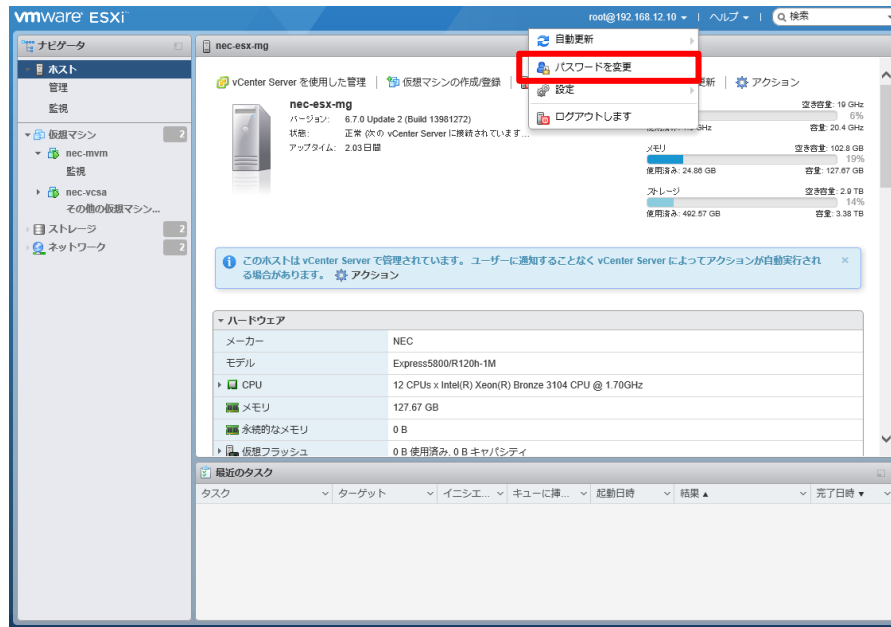 vmware ESXi
root@192.168.12.10
ヘルプ
検索
ナビゲータ
nec-esx-mg
自動更新
ホスト
パスワードを変更
管理
vCenter Server を使用した管理
仮想マシンの作成/登録
更新
アクション
設定
監視
ログアウトします
nec-esx-mg
バージョン: 6.7.0 Update 2 (Build 13981272)
状態: 正常 (次の vCenter Server に接続されています...
アップタイム: 2.03 日間
空き容量: 19 GHz
6%
GHz
容量: 20.4 GHz
メモリ
空き容量: 102.8 GB
19%
使用済み: 24.86 GB
容量: 127.67 GB
ストレージ
空き容量: 2.9 TB
14%
使用済み: 492.57 GB
容量: 3.38 TB
仮想マシン 2
nec-mvm
監視
nec-vcsa
その他の仮想マシン...
ストレージ 2
ネットワーク 2
このホストは vCenter Server で管理されています。ユーザーに通知することなく vCenter Server によってアクションが自動実行され
る場合があります。 アクション
ハードウェア
メーカー NEC
モデル Express5800/R120h-1M
CPU 12 CPUs x Intel(R) Xeon(R) Bronze 3104 CPU @ 1.70GHz
メモリ 127.67 GB
永続的なメモリ 0 B
仮想フラッシュ 0 B 使用済み, 0 B キャパシティ
最近のタスク
タスク ターゲット イニシエ... キューに挿... 起動日時 結果 完了日時